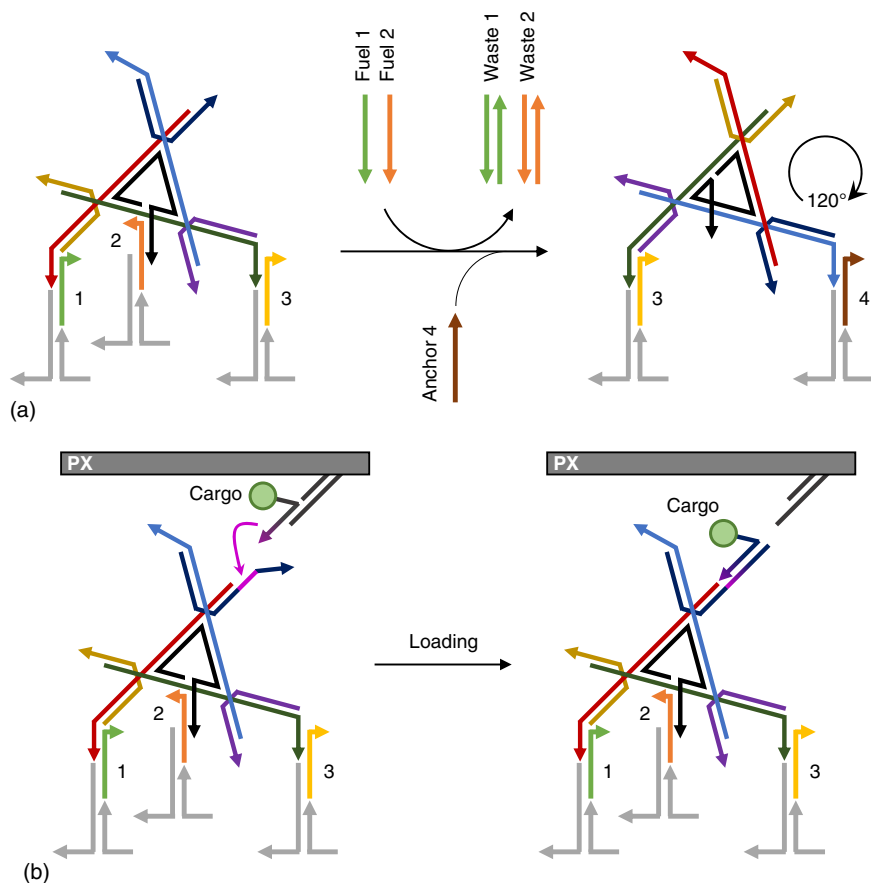 Fuel 1
Fuel 2
Waste 1
Waste 2
2
1
3
120°
3
4
Anchor 4
(a)
PX
Cargo
PX
Cargo
Loading
2
1
3
2
1
3
(b)